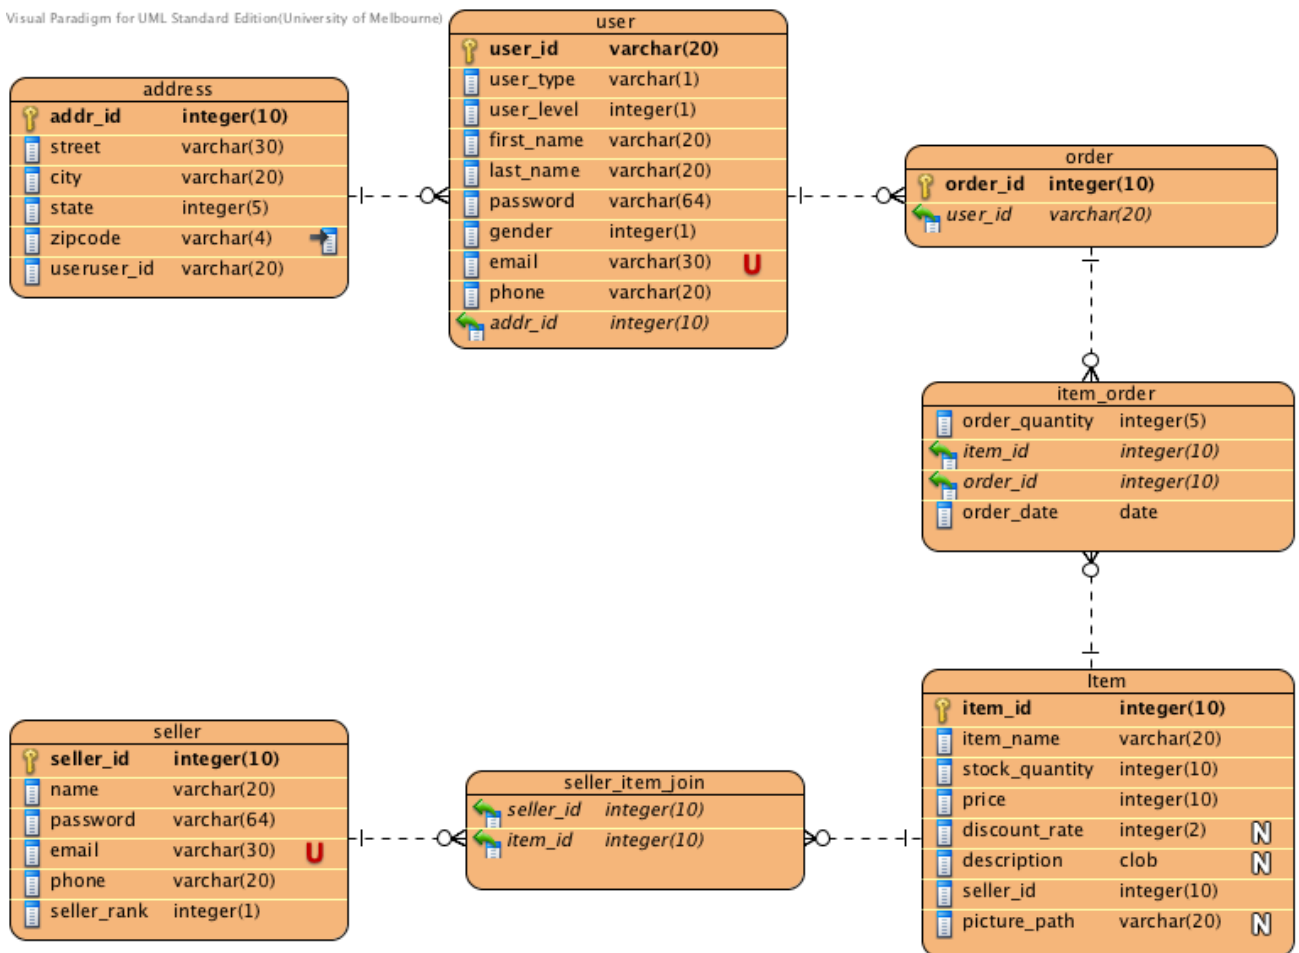 Visual Paradigm for UML Standard Edition(University of Melbourne)
user
user_id varchar(20)
user_type varchar(1)
user_level integer(1)
first_name varchar(20)
last_name varchar(20)
password varchar(64)
gender integer(1)
email varchar(30) U
phone varchar(20)
addr_id integer(10)
address
addr_id integer(10)
street varchar(30)
city varchar(20)
state integer(5)
zipcode varchar(4)
useruser_id varchar(20)
order
order_id integer(10)
user_id varchar(20)
item_order
order_quantity integer(5)
item_id integer(10)
order_id integer(10)
order_date date
Item
item_id integer(10)
item_name varchar(20)
stock_quantity integer(10)
price integer(10)
discount_rate integer(2) N
description clob N
seller_id integer(10)
picture_path varchar(20) N
seller
seller_id integer(10)
name varchar(20)
password varchar(64)
email varchar(30) U
phone varchar(20)
seller_rank integer(1)
seller_item_join
seller_id integer(10)
item_id integer(10)